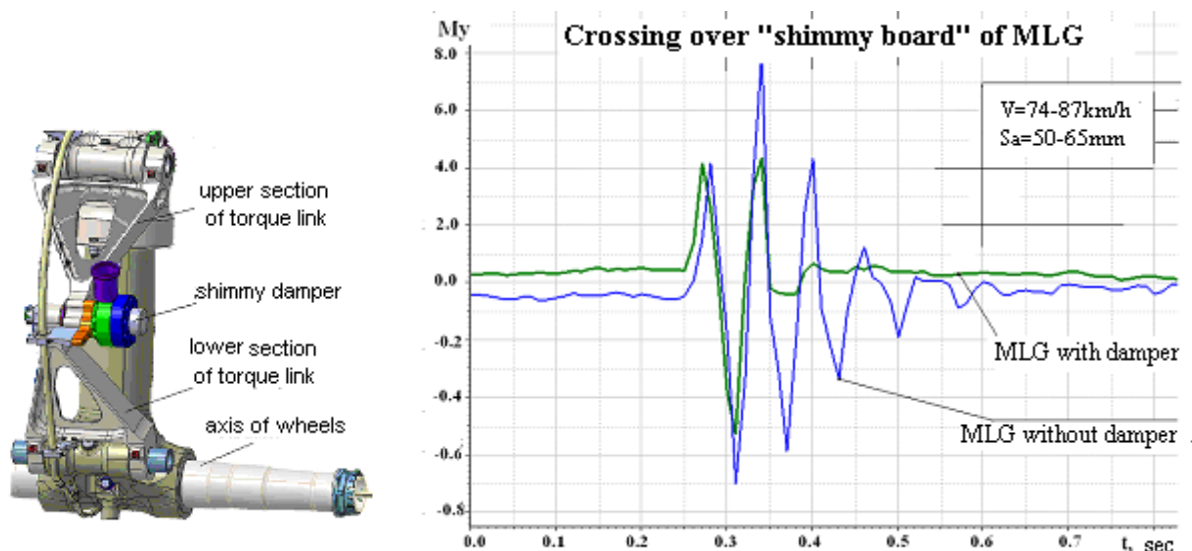 upper section
of torque link
shimmy damper
lower section
of torque link
axis of wheels
My
Crossing over "shimmy board" of MLG
8.0
6.0
4.0
2.0
0.0
-0.2
-0.4
-0.6
-0.8
V=74-87km/h
Sa=50-65mm
MLG with damper
MLG without damper
0.0
0.1
0.2
0.3
0.4
0.5
0.6
0.7
t, sec